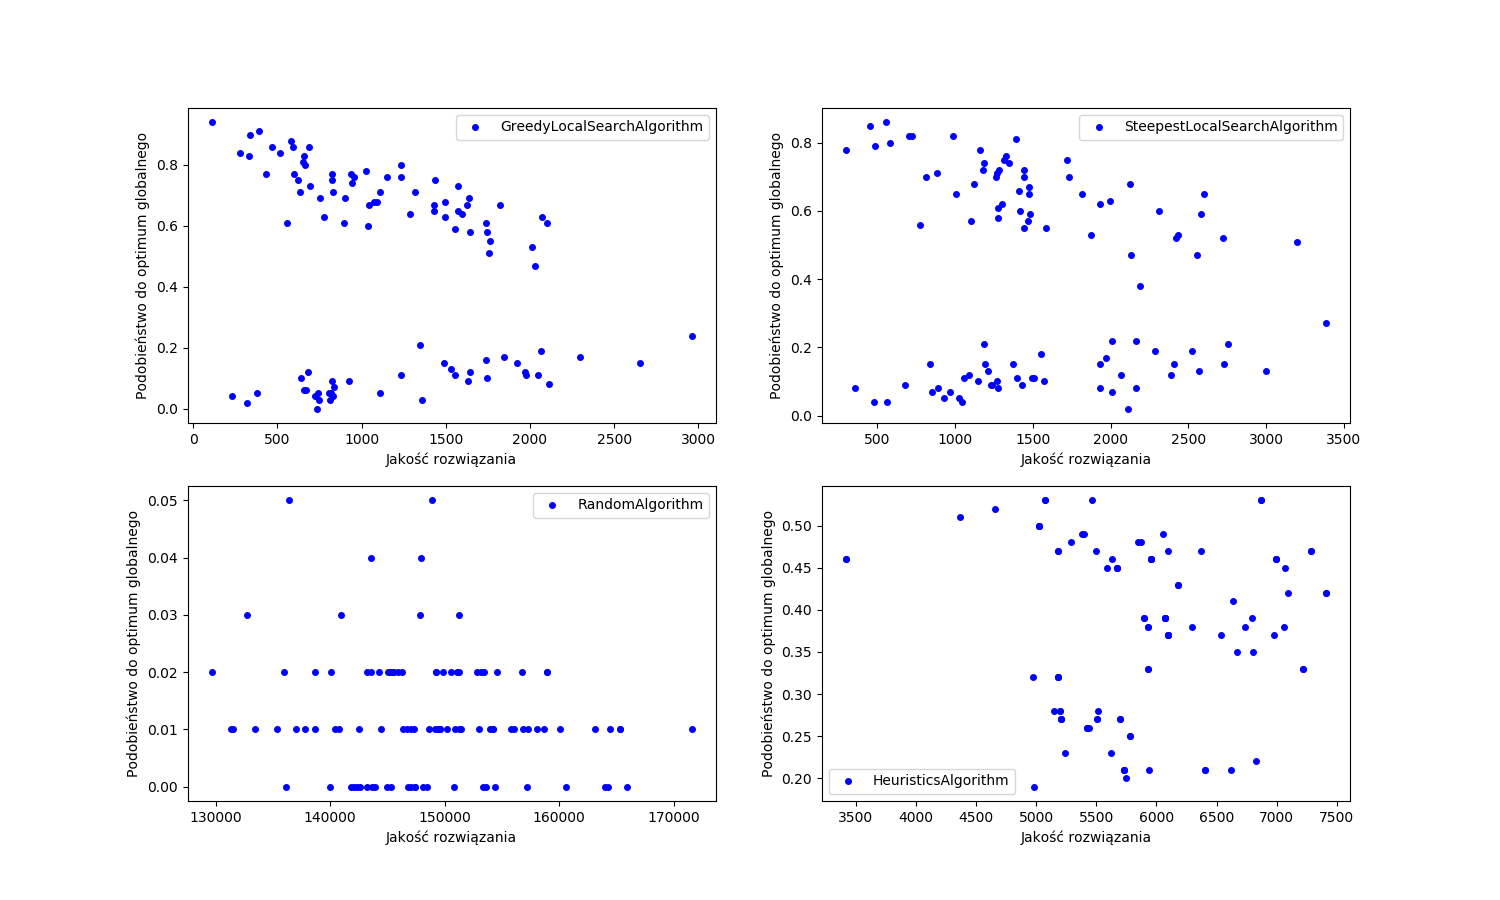 Podobieństwo do optimum globalnego
0.8
0.6
0.4
0.2
0.0
GreedyLocalSearchAlgorithm
0 500 1000 1500 2000 2500 3000
Jakość rozwiązania
Podobieństwo do optimum globalnego
0.8
0.6
0.4
0.2
0.0
SteepestLocalSearchAlgorithm
500 1000 1500 2000 2500 3000 3500
Jakość rozwiązania
Podobieństwo do optimum globalnego
0.05
0.04
0.03
0.02
0.01
0.00
RandomAlgorithm
130000 140000 150000 160000 170000
Jakość rozwiązania
Podobieństwo do optimum globalnego
0.50
0.45
0.40
0.35
0.30
0.25
0.20
HeuristicsAlgorithm
3500 4000 4500 5000 5500 6000 6500 7000 7500
Jakość rozwiązania